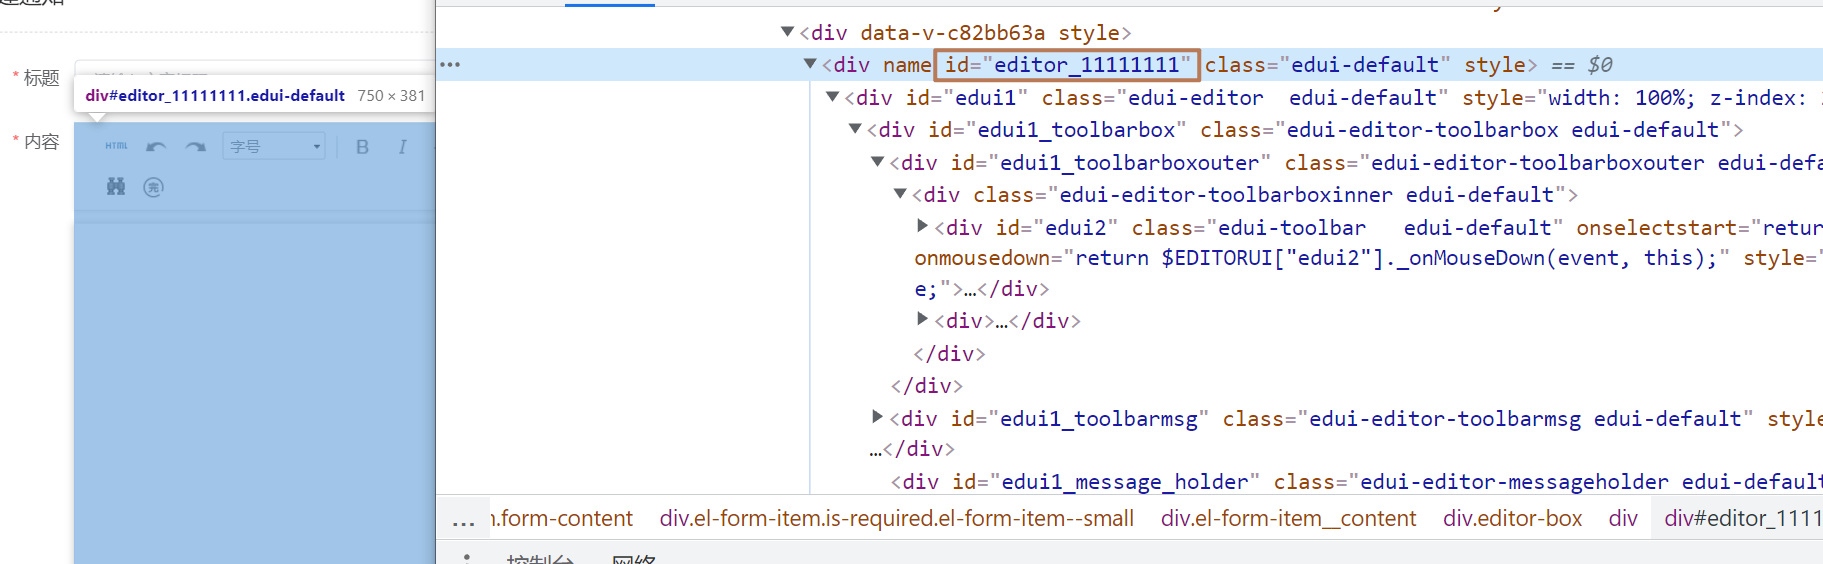 <div data-v-c82bb63a style>
<div name id="editor_11111111" class="edui-default" style> == $0
* 标题
div#editor_11111111.edui-default 750 × 381
<div id="edui1" class="edui-editor  edui-default" style="width: 100%; z-index:
* 内容
HTML 字号 B I
<div id="edui1_toolbarbox" class="edui-editor-toolbarbox edui-default">
<div id="edui1_toolbarboxouter" class="edui-editor-toolbarboxouter edui-defa
完
<div class="edui-editor-toolbarboxinner edui-default">
<div id="edui2" class="edui-toolbar   edui-default" onselectstart="retur
onmousedown="return $EDITORUI["edui2"]._onMouseDown(event, this);" style="
e;">…</div>
<div>…</div>
</div>
</div>
<div id="edui1_toolbarmsg" class="edui-editor-toolbarmsg edui-default" style
…</div>
<div id="edui1_message_holder" class="edui-editor-messageholder edui-default
… .form-content div.el-form-item.is-required.el-form-item--small div.el-form-item__content div.editor-box div div#editor_1111
控制台 网络